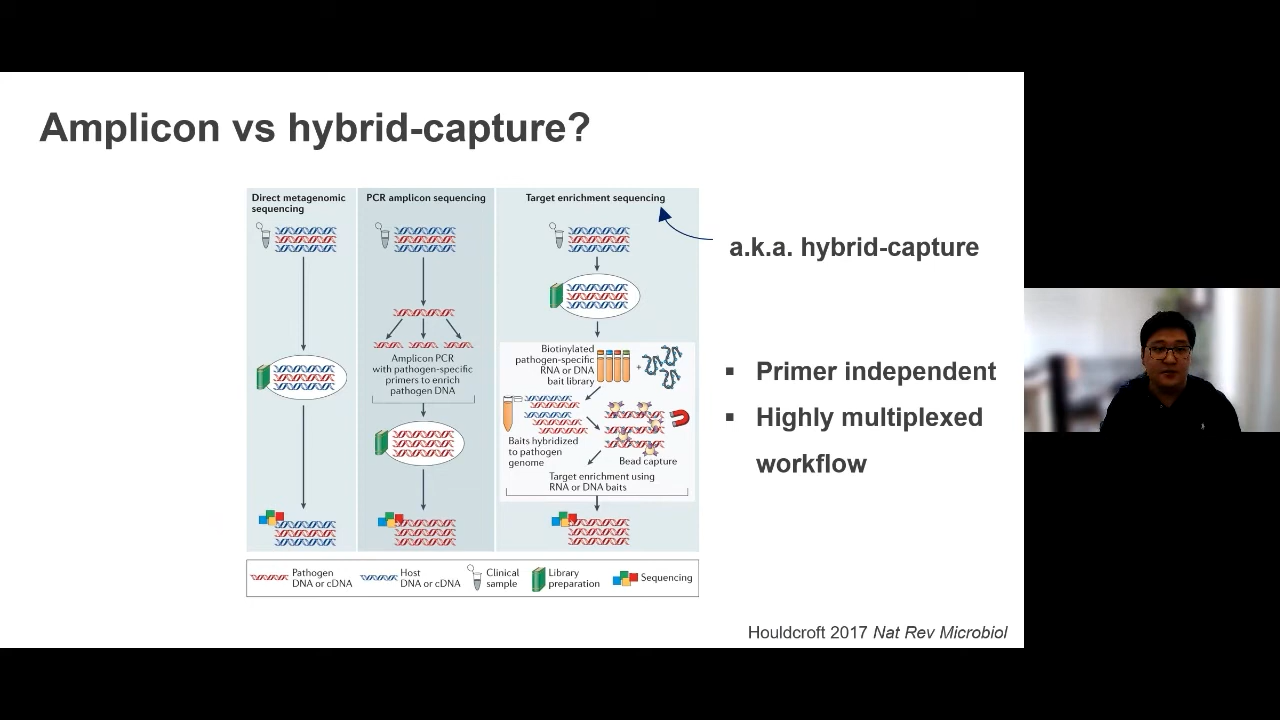 Amplicon vs hybrid-capture?
Direct metagenomic
sequencing
PCR amplicon sequencing
Target enrichment sequencing
a.k.a. hybrid-capture
Amplicon PCR
with pathogen-specific
primers to enrich
pathogen DNA
Biotinylated
pathogen-specific
RNA or DNA
bait library
+
Baits hybridized
to pathogen
genome
Bead capture
Target enrichment using
RNA or DNA baits
▪ Primer independent
▪ Highly multiplexed
workflow
Pathogen
DNA or cDNA
Host
DNA or cDNA
Clinical
sample
Library
preparation
Sequencing
Houldcroft 2017 Nat Rev Microbiol